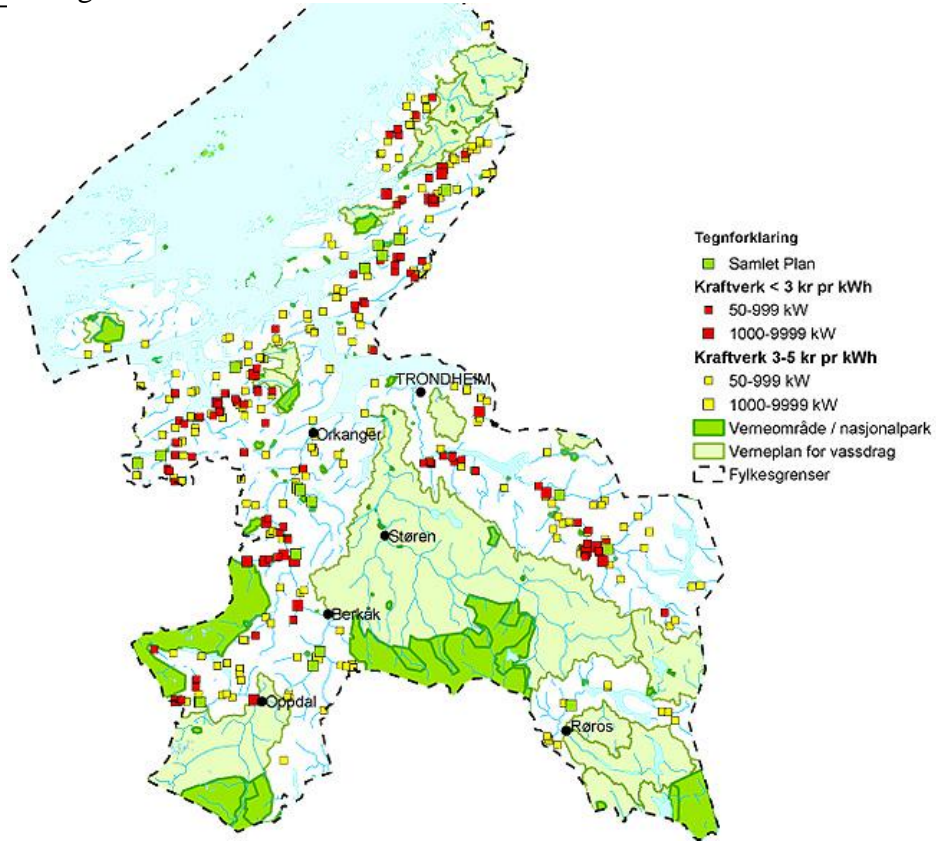 Tegnforklaring
Samlet Plan
Kraftverk < 3 kr pr kWh
50-999 kW
1000-9999 kW
Kraftverk 3-5 kr pr kWh
50-999 kW
1000-9999 kW
Verneområde / nasjonalpark
Verneplan for vassdrag
Fylkesgrenser
TRONDHEIM
Orkanger
Støren
Berkåk
Oppdal
Røros